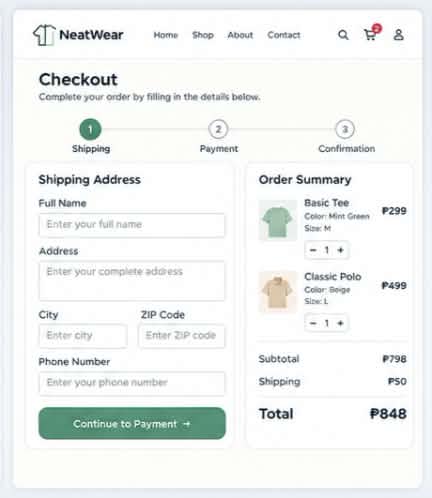 NeatWear
Home Shop About Contact
2
Checkout
Complete your order by filling in the details below.
1 2 3
Shipping Payment Confirmation
Shipping Address
Full Name
Enter your full name
Address
Enter your complete address
City ZIP Code
Enter city Enter ZIP code
Phone Number
Enter your phone number
Continue to Payment →
Order Summary
Basic Tee ₱299
Color: Mint Green
Size: M
− 1 +
Classic Polo ₱499
Color: Beige
Size: L
− 1 +
Subtotal ₱798
Shipping ₱50
Total ₱848